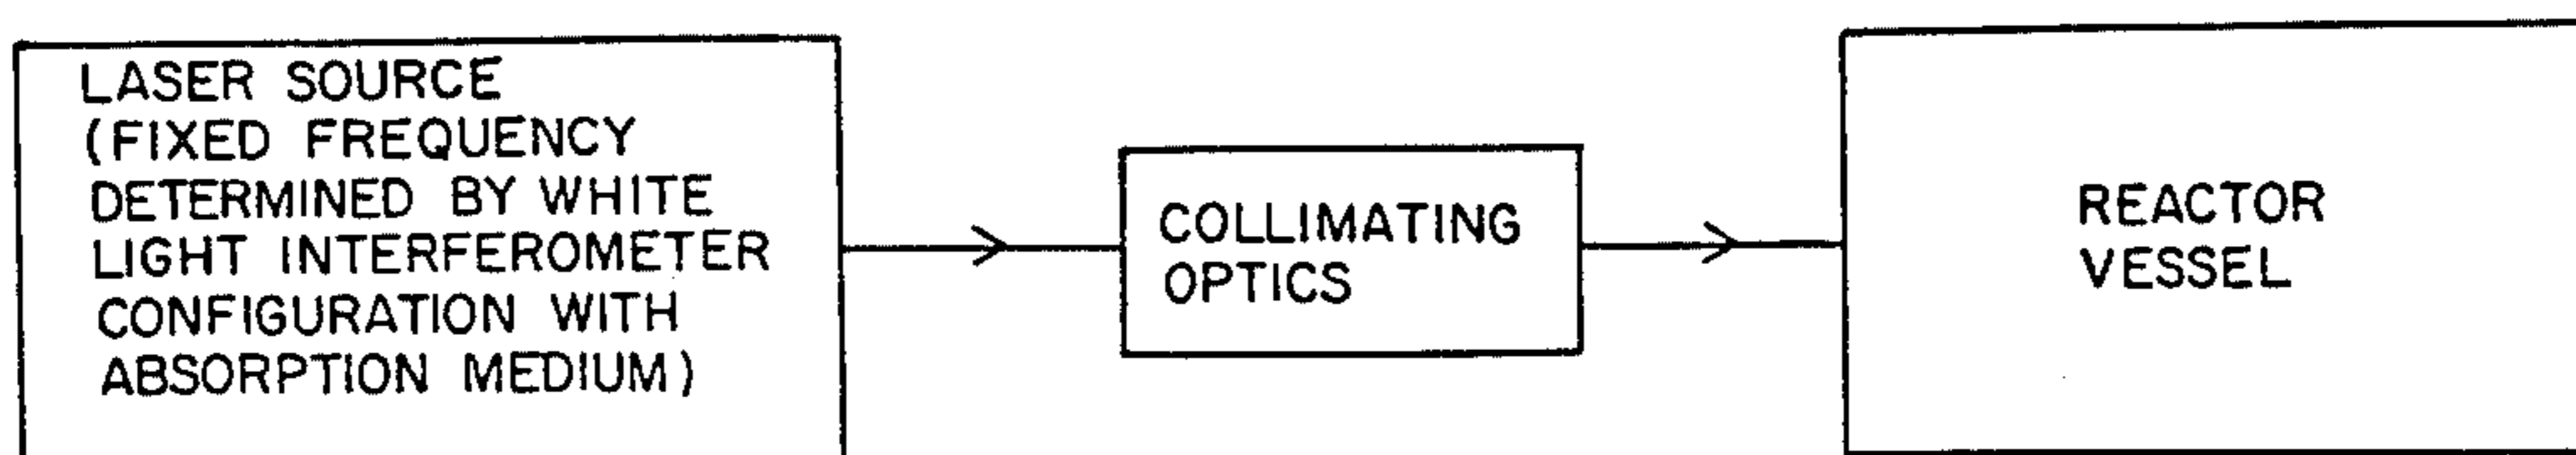 LASER SOURCE
(FIXED FREQUENCY
DETERMINED BY WHITE
LIGHT INTERFEROMETER
CONFIGURATION WITH
ABSORPTION MEDIUM)
COLLIMATING
OPTICS
REACTOR
VESSEL